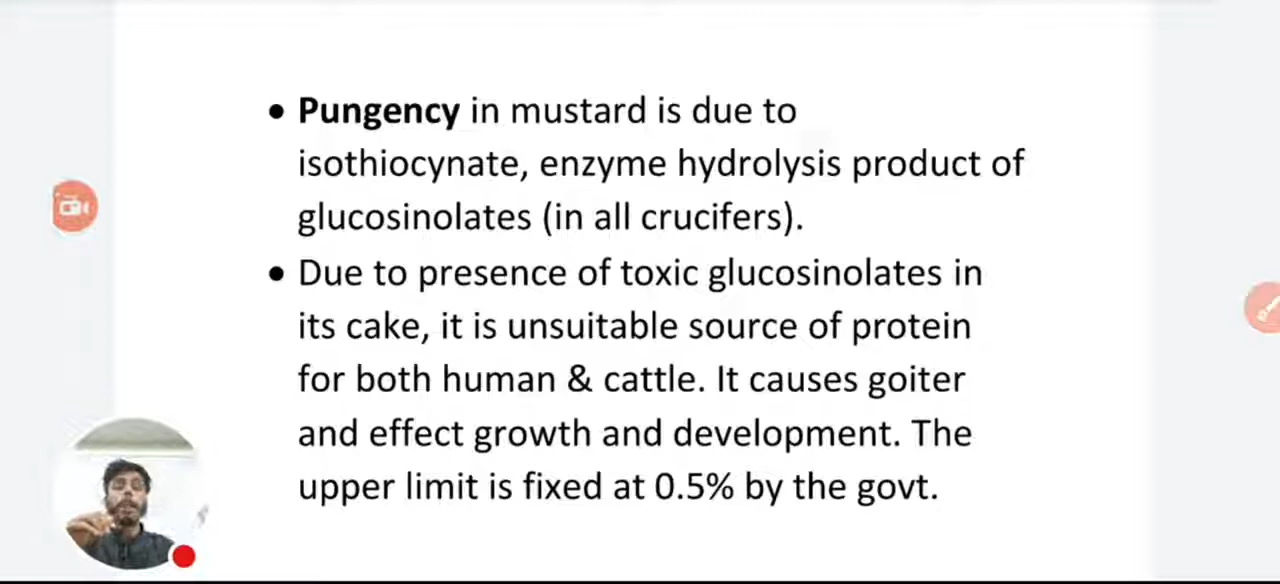 • Pungency in mustard is due to
isothiocynate, enzyme hydrolysis product of
glucosinolates (in all crucifers).
• Due to presence of toxic glucosinolates in
its cake, it is unsuitable source of protein
for both human & cattle. It causes goiter
and effect growth and development. The
upper limit is fixed at 0.5% by the govt.